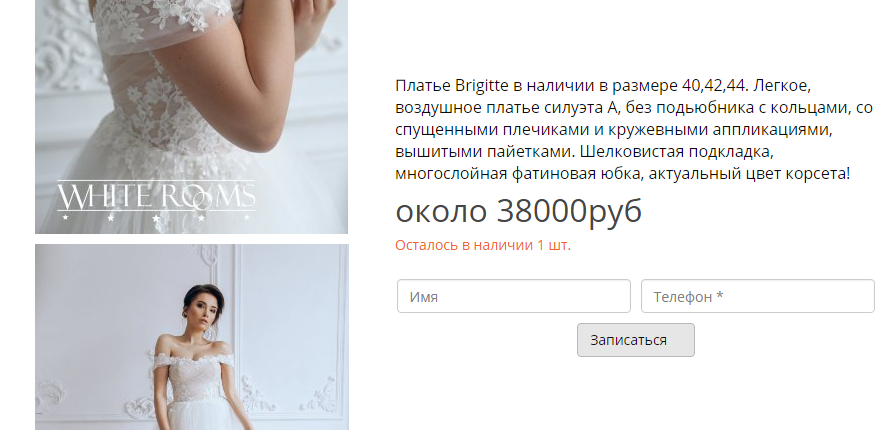 Платье Brigitte в наличии в размере 40,42,44. Легкое,
воздушное платье силуэта А, без подьюбника с кольцами, со
спущенными плечиками и кружевными аппликациями,
вышитыми пайетками. Шелковистая подкладка,
многослойная фатиновая юбка, актуальный цвет корсета!
WHITE ROOMS
около 38000руб
Осталось в наличии 1 шт.
Имя
Телефон *
Записаться